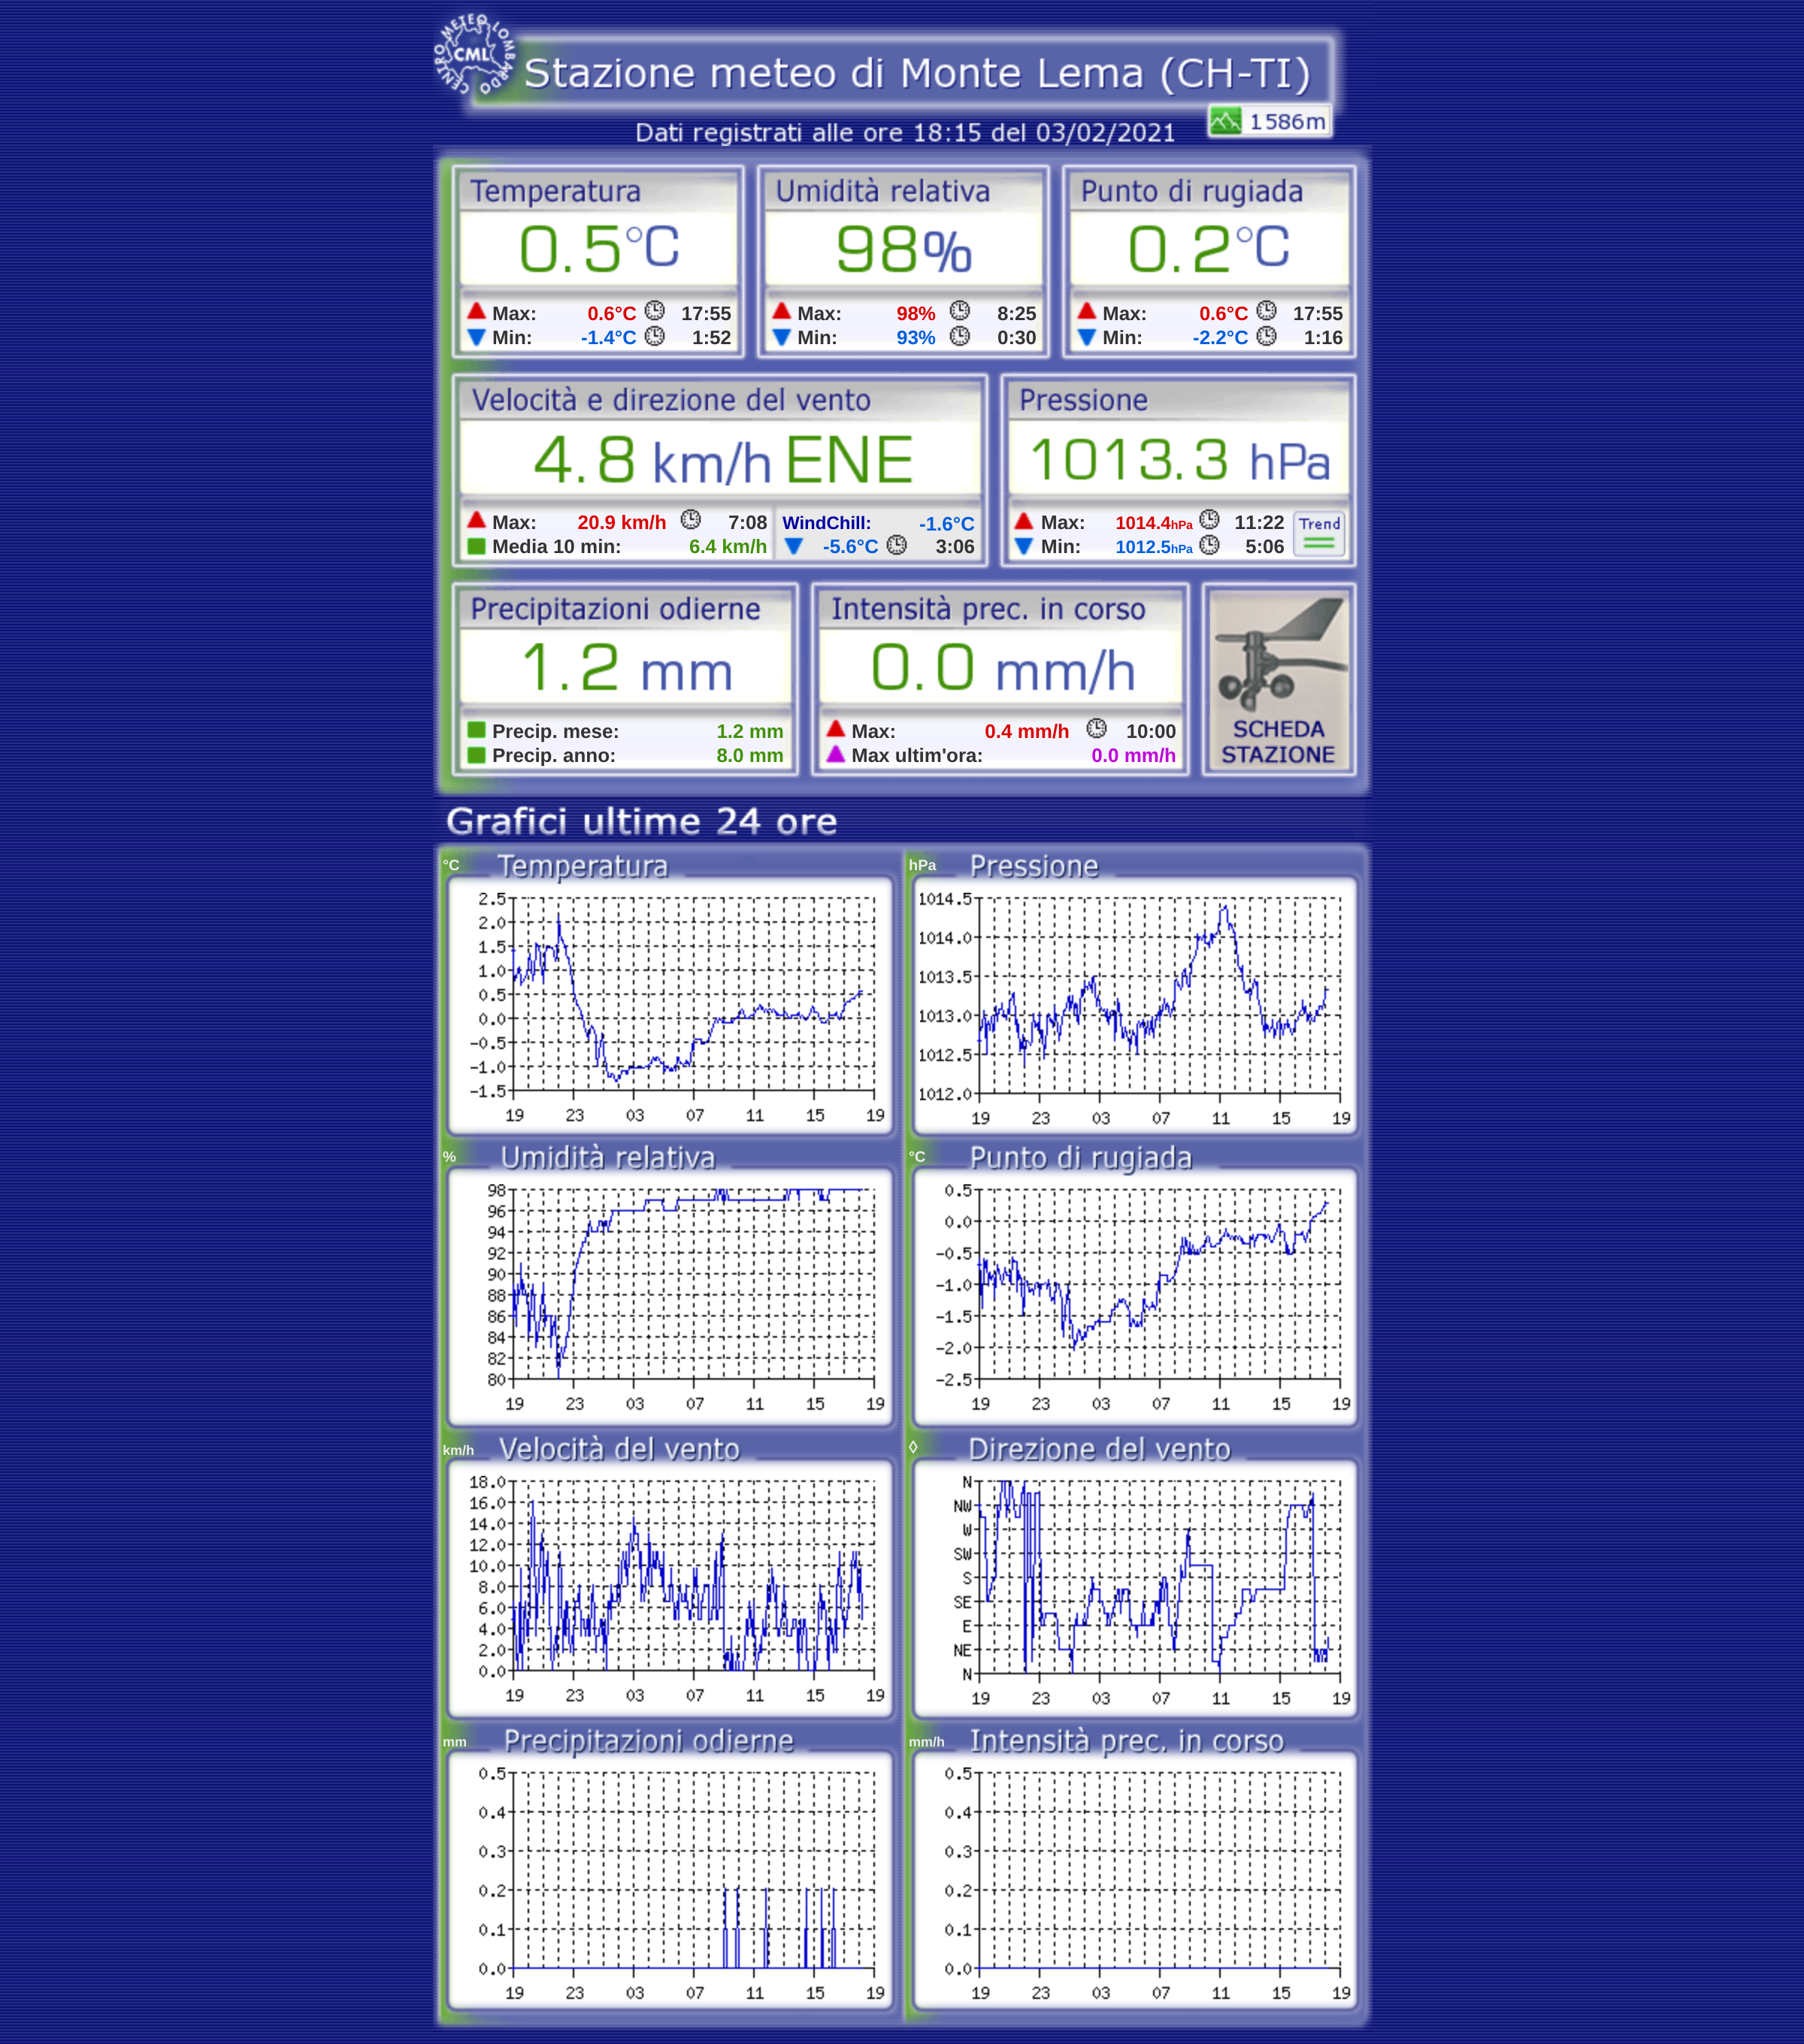 CENTRO METEO LOMBARDO
CML
Stazione meteo di Monte Lema (CH-TI)
1586m
Dati registrati alle ore 18:15 del 03/02/2021
Temperatura
0.5°C
Max: 0.6°C 17:55
Min: -1.4°C 1:52
Umidità relativa
98%
Max: 98% 8:25
Min: 93% 0:30
Punto di rugiada
0.2°C
Max: 0.6°C 17:55
Min: -2.2°C 1:16
Velocità e direzione del vento
4.8 km/h ENE
Max: 20.9 km/h 7:08
Media 10 min: 6.4 km/h
WindChill: -1.6°C
-5.6°C 3:06
Pressione
1013.3 hPa
Max: 1014.4hPa 11:22
Min: 1012.5hPa 5:06
Trend
Precipitazioni odierne
1.2 mm
Precip. mese: 1.2 mm
Precip. anno: 8.0 mm
Intensità prec. in corso
0.0 mm/h
Max: 0.4 mm/h 10:00
Max ultim'ora: 0.0 mm/h
SCHEDA
STAZIONE
Grafici ultime 24 ore
°C Temperatura
2.5
2.0
1.5
1.0
0.5
0.0
-0.5
-1.0
-1.5
19 23 03 07 11 15 19
hPa Pressione
1014.5
1014.0
1013.5
1013.0
1012.5
1012.0
19 23 03 07 11 15 19
% Umidità relativa
98
96
94
92
90
88
86
84
82
80
19 23 03 07 11 15 19
°C Punto di rugiada
0.5
0.0
-0.5
-1.0
-1.5
-2.0
-2.5
19 23 03 07 11 15 19
km/h Velocità del vento
18.0
16.0
14.0
12.0
10.0
8.0
6.0
4.0
2.0
0.0
19 23 03 07 11 15 19
◊ Direzione del vento
N
NW
W
SW
S
SE
E
NE
N
19 23 03 07 11 15 19
mm Precipitazioni odierne
0.5
0.4
0.3
0.2
0.1
0.0
19 23 03 07 11 15 19
mm/h Intensità prec. in corso
0.5
0.4
0.3
0.2
0.1
0.0
19 23 03 07 11 15 19